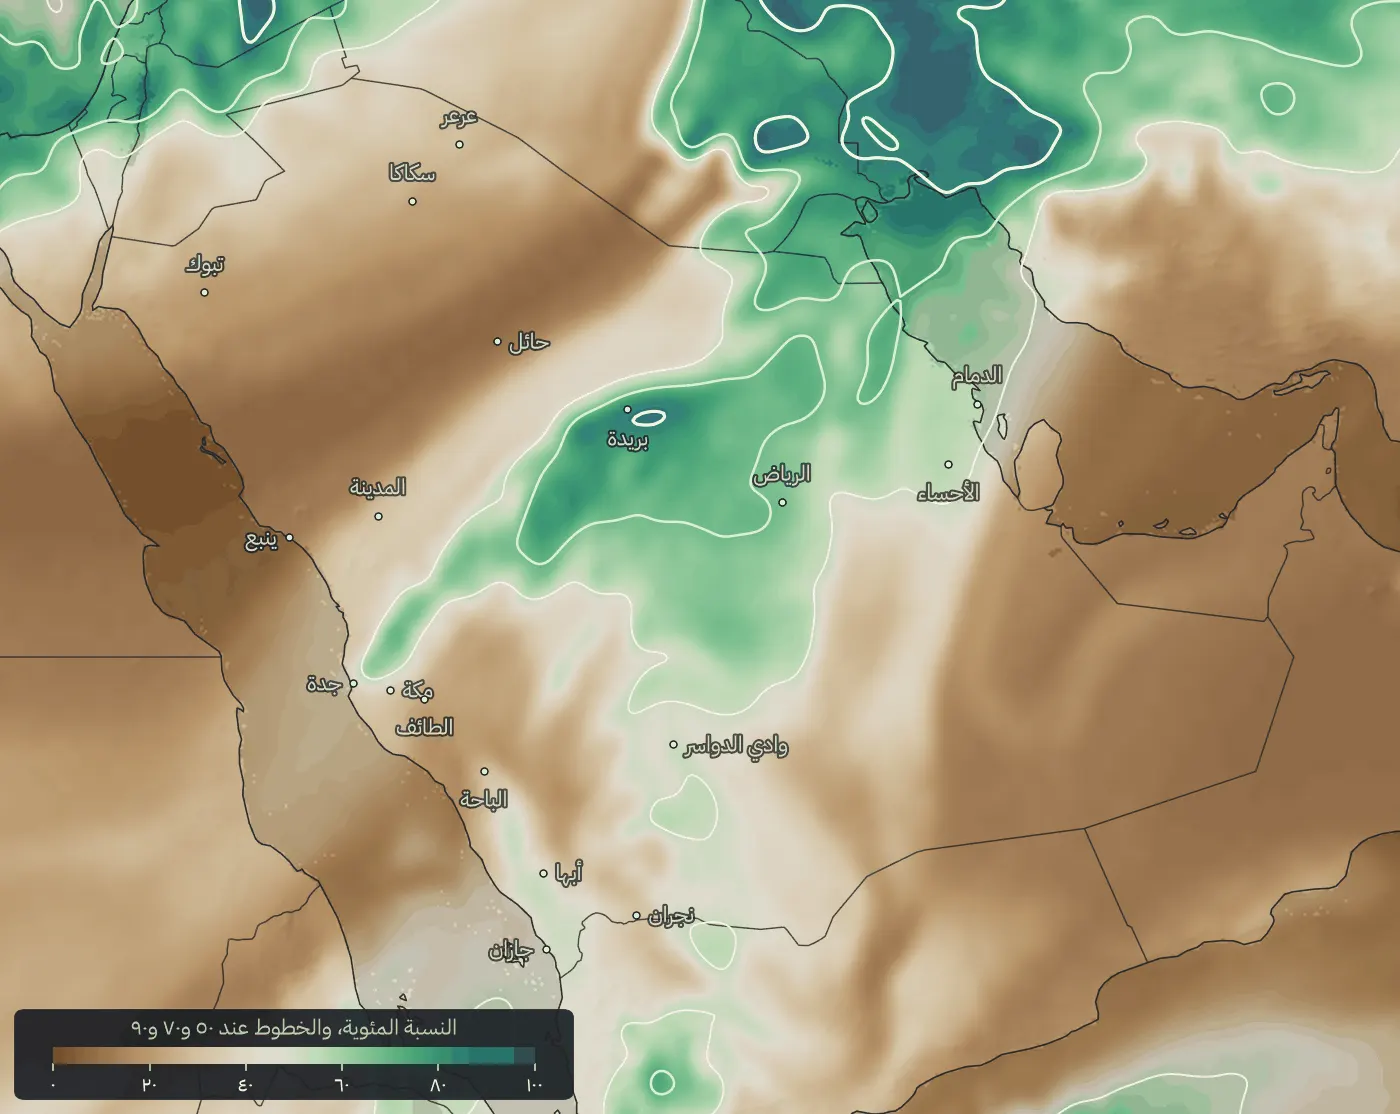 عرعر
سكاكا
تبوك
حائل
الدمام
بريدة
الرياض
الأحساء
المدينة
ينبع
جدة
مكة
الطائف
وادي الدواسر
الباحة
أبها
نجران
جازان
النسبة المئوية، والخطوط عند ٥٠ و٧٠ و٩٠
٠ ٢٠ ٤٠ ٦٠ ٨٠ ١٠٠